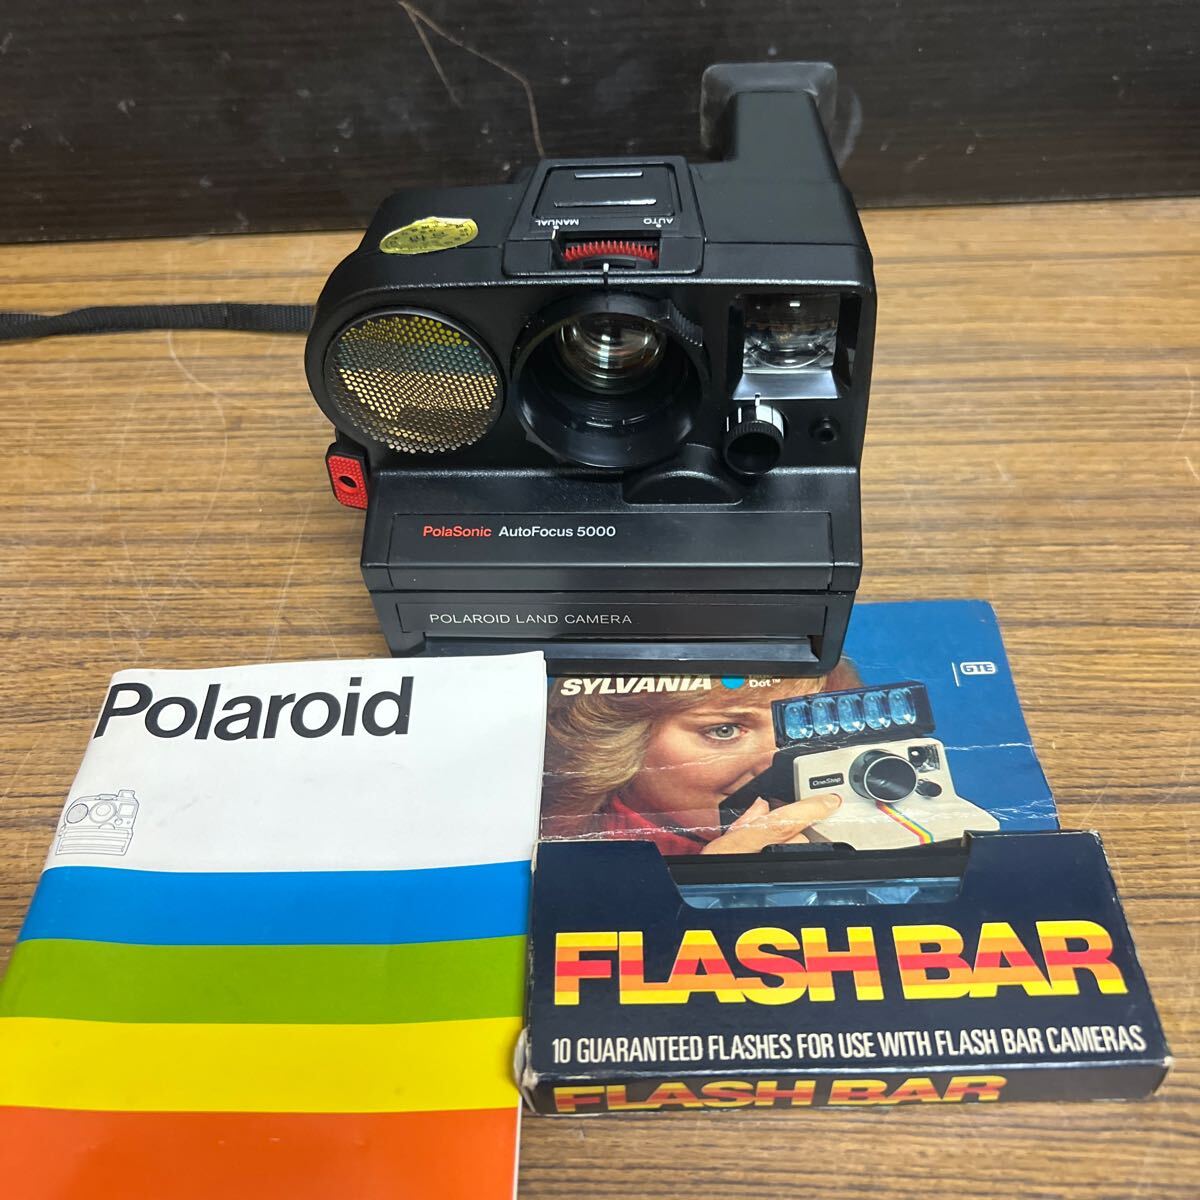 MANUAL AUTO
PolaSonic AutoFocus 5000
POLAROID LAND CAMERA
Polaroid
SYLVANIA
Dot™
GTE
OneStep
FLASH BAR
10 GUARANTEED FLASHES FOR USE WITH FLASH BAR CAMERAS
FLASH BAR